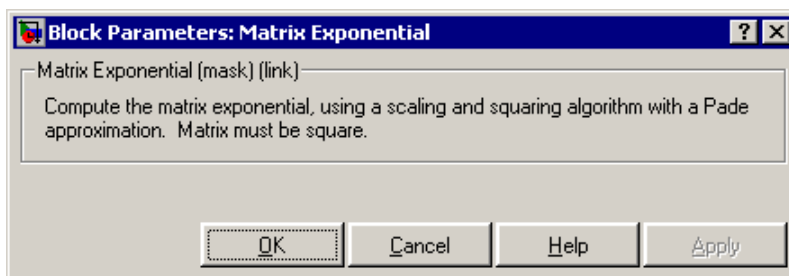 Block Parameters: Matrix Exponential
Matrix Exponential (mask) (link)
Compute the matrix exponential, using a scaling and squaring algorithm with a Pade
approximation.  Matrix must be square.
OK Cancel Help Apply